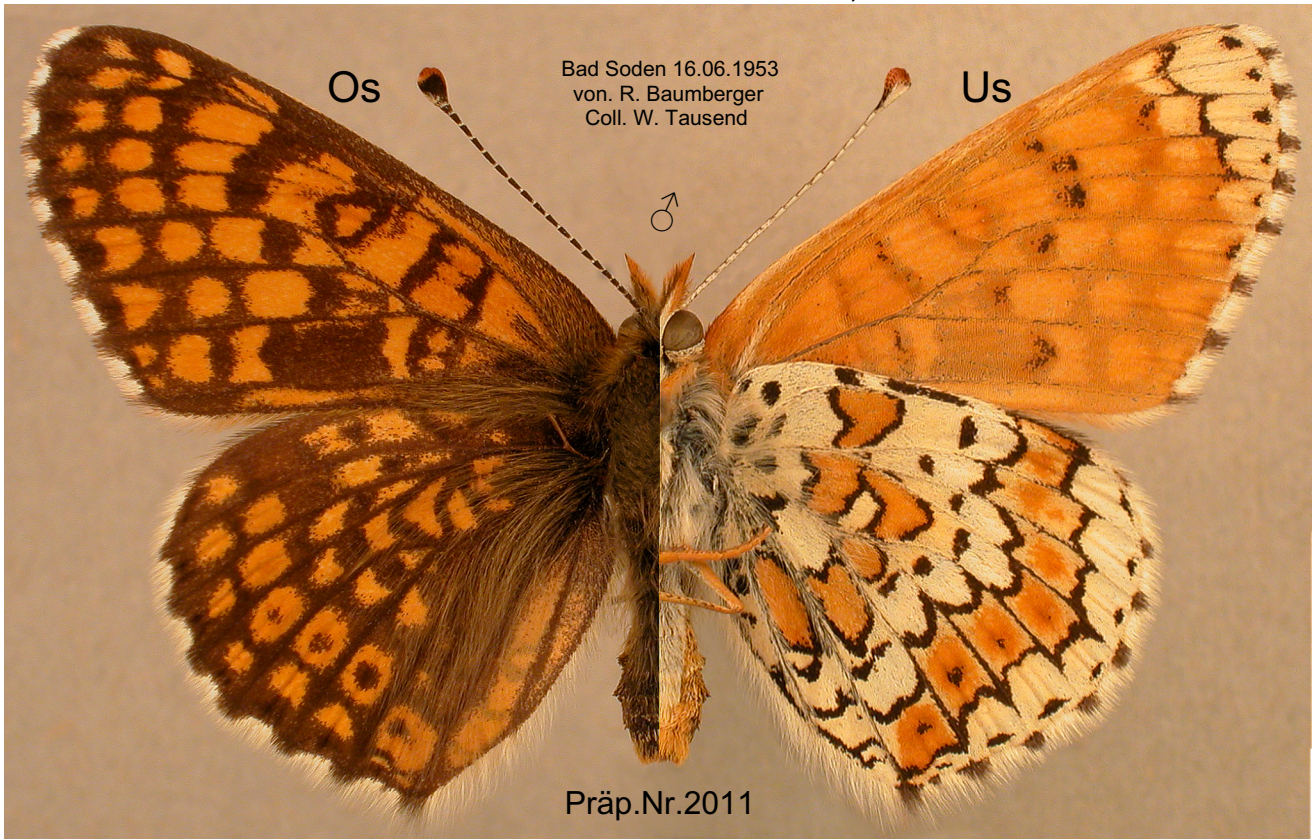 Os
Bad Soden 16.06.1953
von. R. Baumberger
Coll. W. Tausend
Us
♂
Präp.Nr.2011